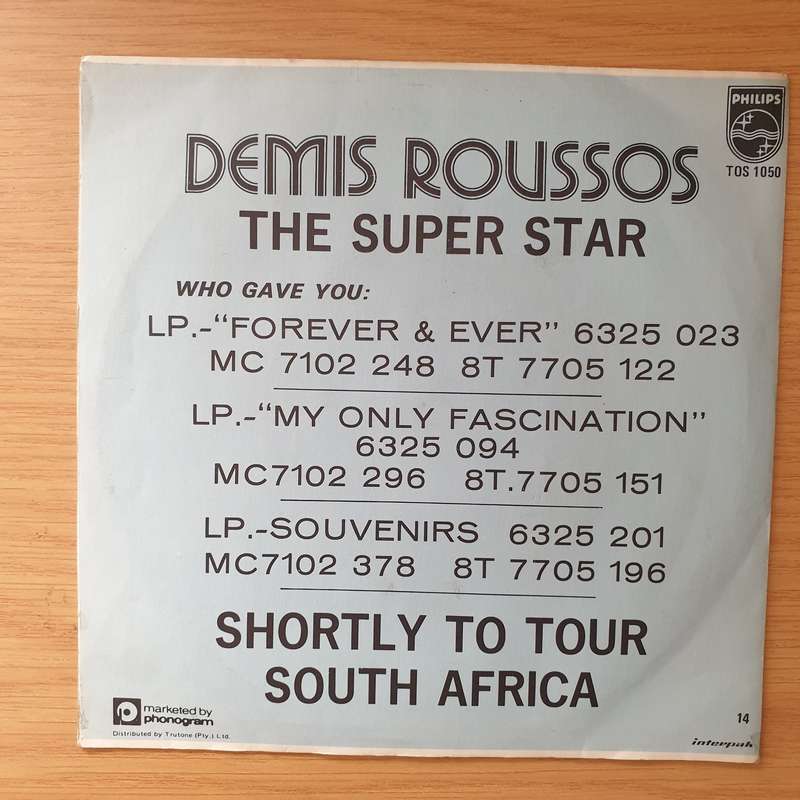 PHILIPS
TOS 1050
DEMIS ROUSSOS
THE SUPER STAR
WHO GAVE YOU:
LP.-“FOREVER & EVER” 6325 023
MC 7102 248 8T 7705 122
LP.-“MY ONLY FASCINATION”
6325 094
MC7102 296 8T.7705 151
LP.-SOUVENIRS 6325 201
MC7102 378 8T 7705 196
SHORTLY TO TOUR
SOUTH AFRICA
marketed by
phonogram
Distributed by Trutone (Pty.) Ltd.
14
interpak